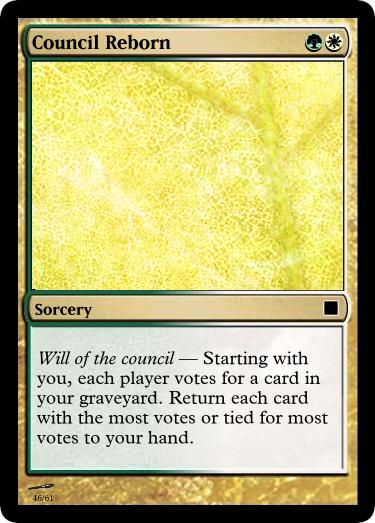 Council Reborn
Sorcery
Will of the council — Starting with
you, each player votes for a card in
your graveyard. Return each card
with the most votes or tied for most
votes to your hand.
46/61